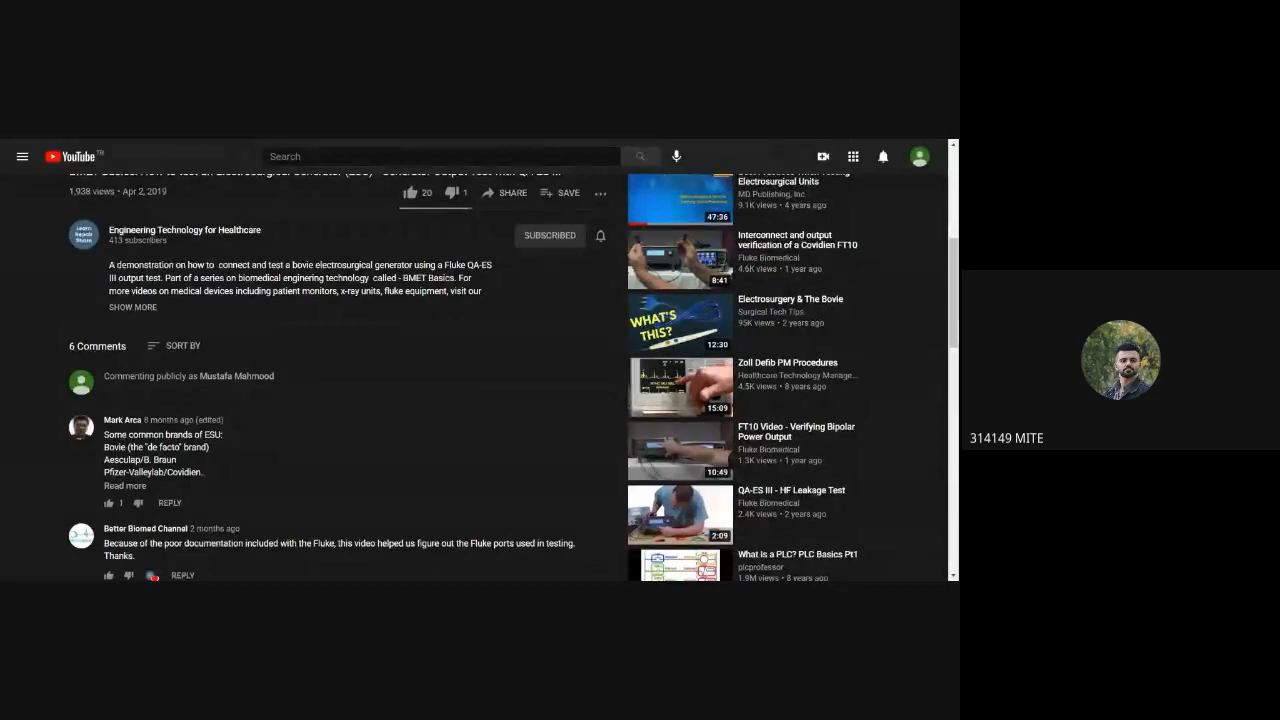 YouTube TR
Search
1,938 views • Apr 2, 2019
20
1
SHARE
SAVE
Engineering Technology for Healthcare
413 subscribers
SUBSCRIBED
A demonstration on how to connect and test a bovie electrosurgical generator using a Fluke QA-ES
III output test. Part of a series on biomedical enginering technology called - BMET Basics. For
more videos on medical devices including patient monitors, x-ray units, fluke equipment, visit our
SHOW MORE
6 Comments
SORT BY
Commenting publicly as Mustafa Mahmood
Mark Arca 8 months ago (edited)
Some common brands of ESU:
Bovie (the "de facto" brand)
Aesculap/B. Braun
Pfizer-Valleylab/Covidien..
Read more
1
REPLY
Better Biomed Channel 2 months ago
Because of the poor documentation included with the Fluke, this video helped us figure out the Fluke ports used in testing.
Thanks.
REPLY
Electrosurgical Units
MD Publishing, Inc.
9.1K views • 4 years ago
47:36
Interconnect and output
verification of a Covidien FT10
Fluke Biomedical
4.6K views • 1 year ago
8:41
Electrosurgery & The Bovie
Surgical Tech Tips
95K views • 2 years ago
WHAT'S
THIS?
12:30
Zoll Defib PM Procedures
Healthcare Technology Manage...
4.5K views • 8 years ago
15:09
FT10 Video - Verifying Bipolar
Power Output
Fluke Biomedical
1.3K views • 1 year ago
10:49
QA-ES III - HF Leakage Test
Fluke Biomedical
2.4K views • 2 years ago
2:09
What is a PLC? PLC Basics Pt1
plcprofessor
1.9M views • 8 years ago
314149 MITE